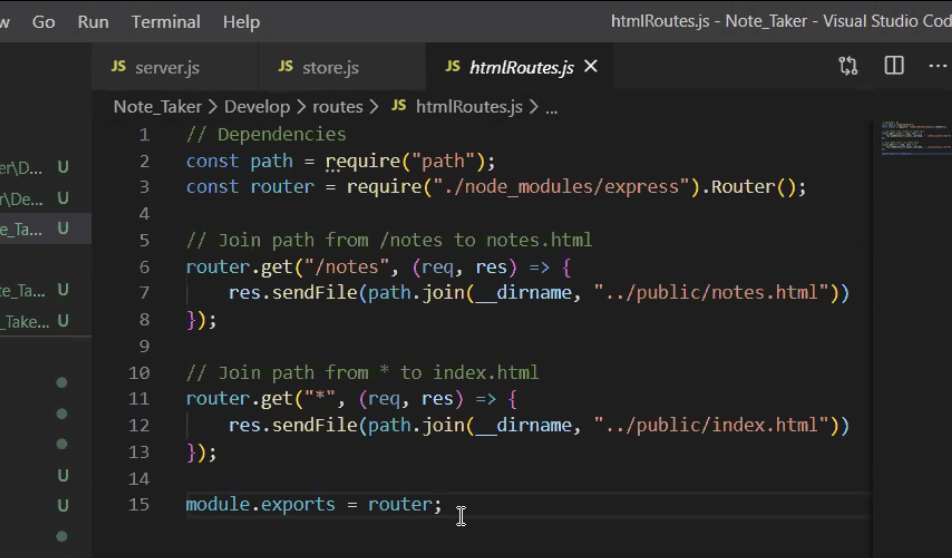 w Go Run Terminal Help htmlRoutes.js - Note_Taker - Visual Studio Cod
JS server.js JS store.js JS htmlRoutes.js
Note_Taker > Develop > routes > JS htmlRoutes.js > ...
1 // Dependencies
2 const path = require("path");
3 const router = require("./node_modules/express").Router();
4
5 // Join path from /notes to notes.html
6 router.get("/notes", (req, res) => {
7 res.sendFile(path.join(__dirname, "../public/notes.html"))
8 });
9
10 // Join path from * to index.html
11 router.get("*", (req, res) => {
12 res.sendFile(path.join(__dirname, "../public/index.html"))
13 });
14
15 module.exports = router;
er\D... U
r\De... U
e_Ta... U
te_Ta... U
_Take... U
U
U